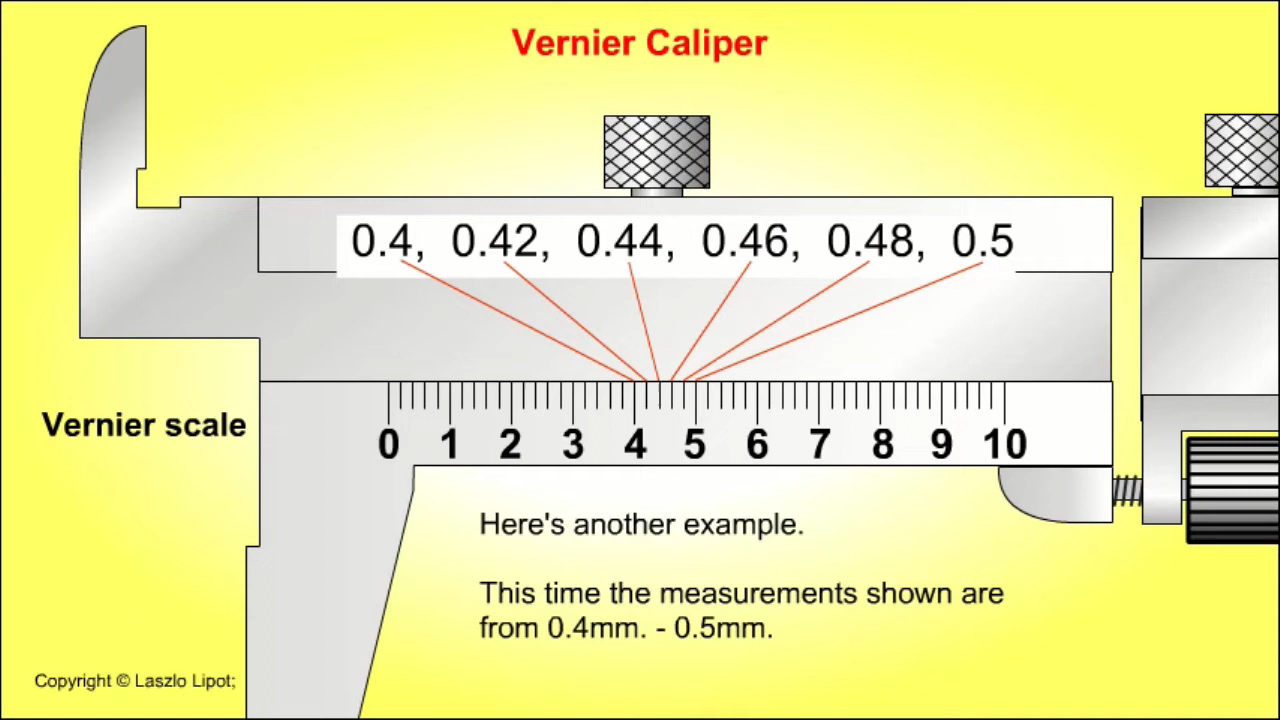 Vernier Caliper
0.4, 0.42, 0.44, 0.46, 0.48, 0.5
Vernier scale
0 1 2 3 4 5 6 7 8 9 10
Here's another example.
This time the measurements shown are
from 0.4mm. - 0.5mm.
Copyright © Laszlo Lipot;